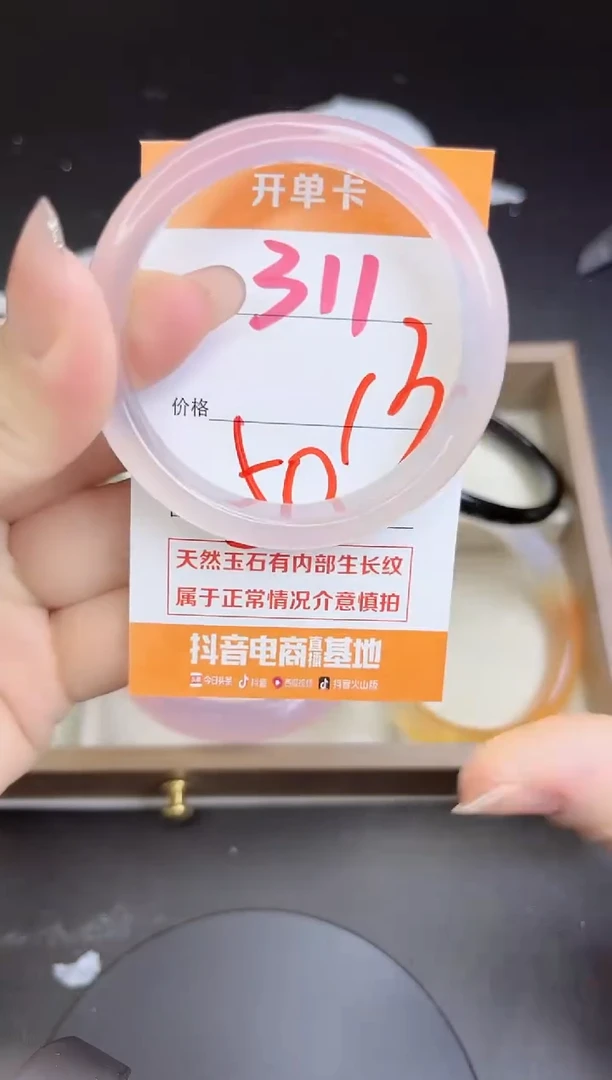 开单卡
311
价格
13
50
天然玉石有内部生长纹
属于正常情况介意慎拍
抖音电商直播基地
今日头条 抖音 西瓜视频 抖音火山版